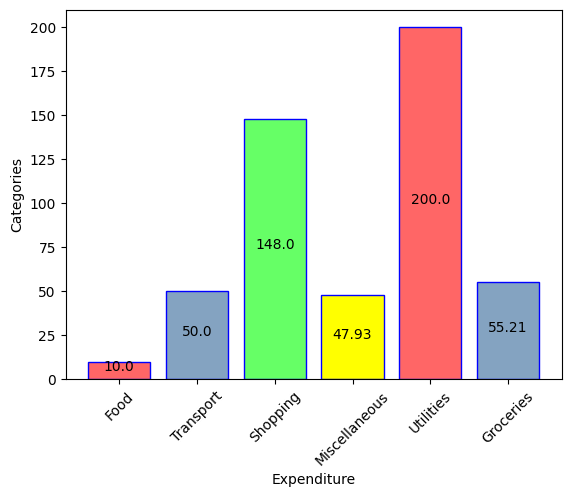 200
175
150
125
100
75
50
25
0
Categories
10.0
50.0
148.0
47.93
200.0
55.21
Food
Transport
Shopping
Miscellaneous
Utilities
Groceries
Expenditure